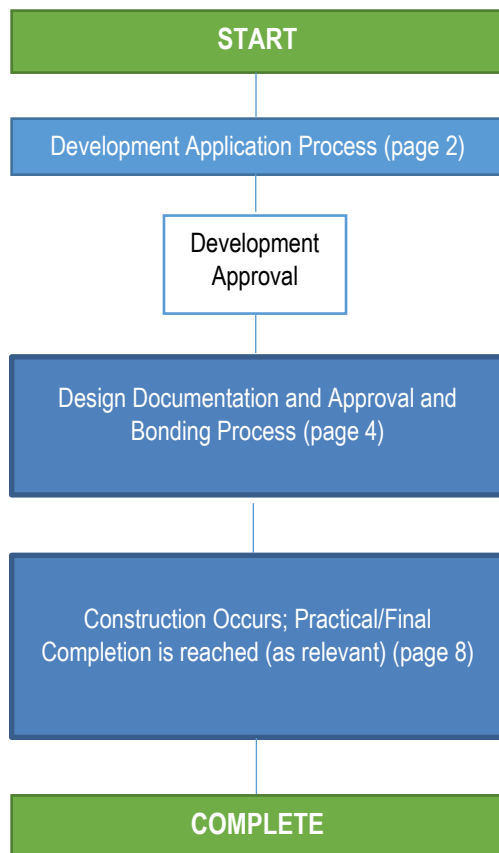 START
Development Application Process (page 2)
Development
Approval
Design Documentation and Approval and
Bonding Process (page 4)
Construction Occurs; Practical/Final
Completion is reached (as relevant) (page 8)
COMPLETE